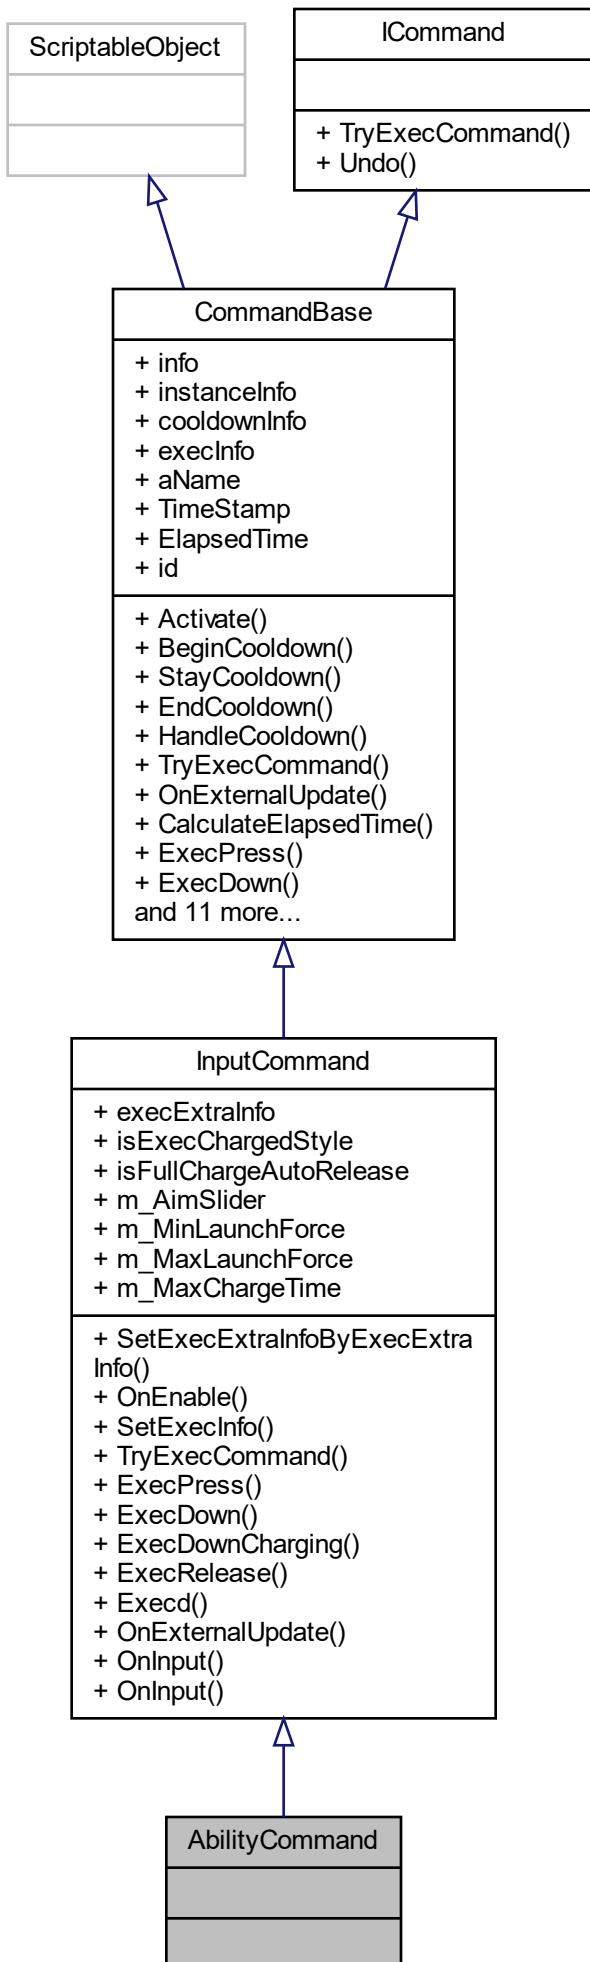 ScriptableObject
ICommand
+ TryExecCommand()
+ Undo()
CommandBase
+ info
+ instanceInfo
+ cooldownInfo
+ execInfo
+ aName
+ TimeStamp
+ ElapsedTime
+ id
+ Activate()
+ BeginCooldown()
+ StayCooldown()
+ EndCooldown()
+ HandleCooldown()
+ TryExecCommand()
+ OnExternalUpdate()
+ CalculateElapsedTime()
+ ExecPress()
+ ExecDown()
and 11 more...
InputCommand
+ execExtraInfo
+ isExecChargedStyle
+ isFullChargeAutoRelease
+ m_AimSlider
+ m_MinLaunchForce
+ m_MaxLaunchForce
+ m_MaxChargeTime
+ SetExecExtraInfoByExecExtra
Info()
+ OnEnable()
+ SetExecInfo()
+ TryExecCommand()
+ ExecPress()
+ ExecDown()
+ ExecDownCharging()
+ ExecRelease()
+ Execd()
+ OnExternalUpdate()
+ OnInput()
+ OnInput()
AbilityCommand